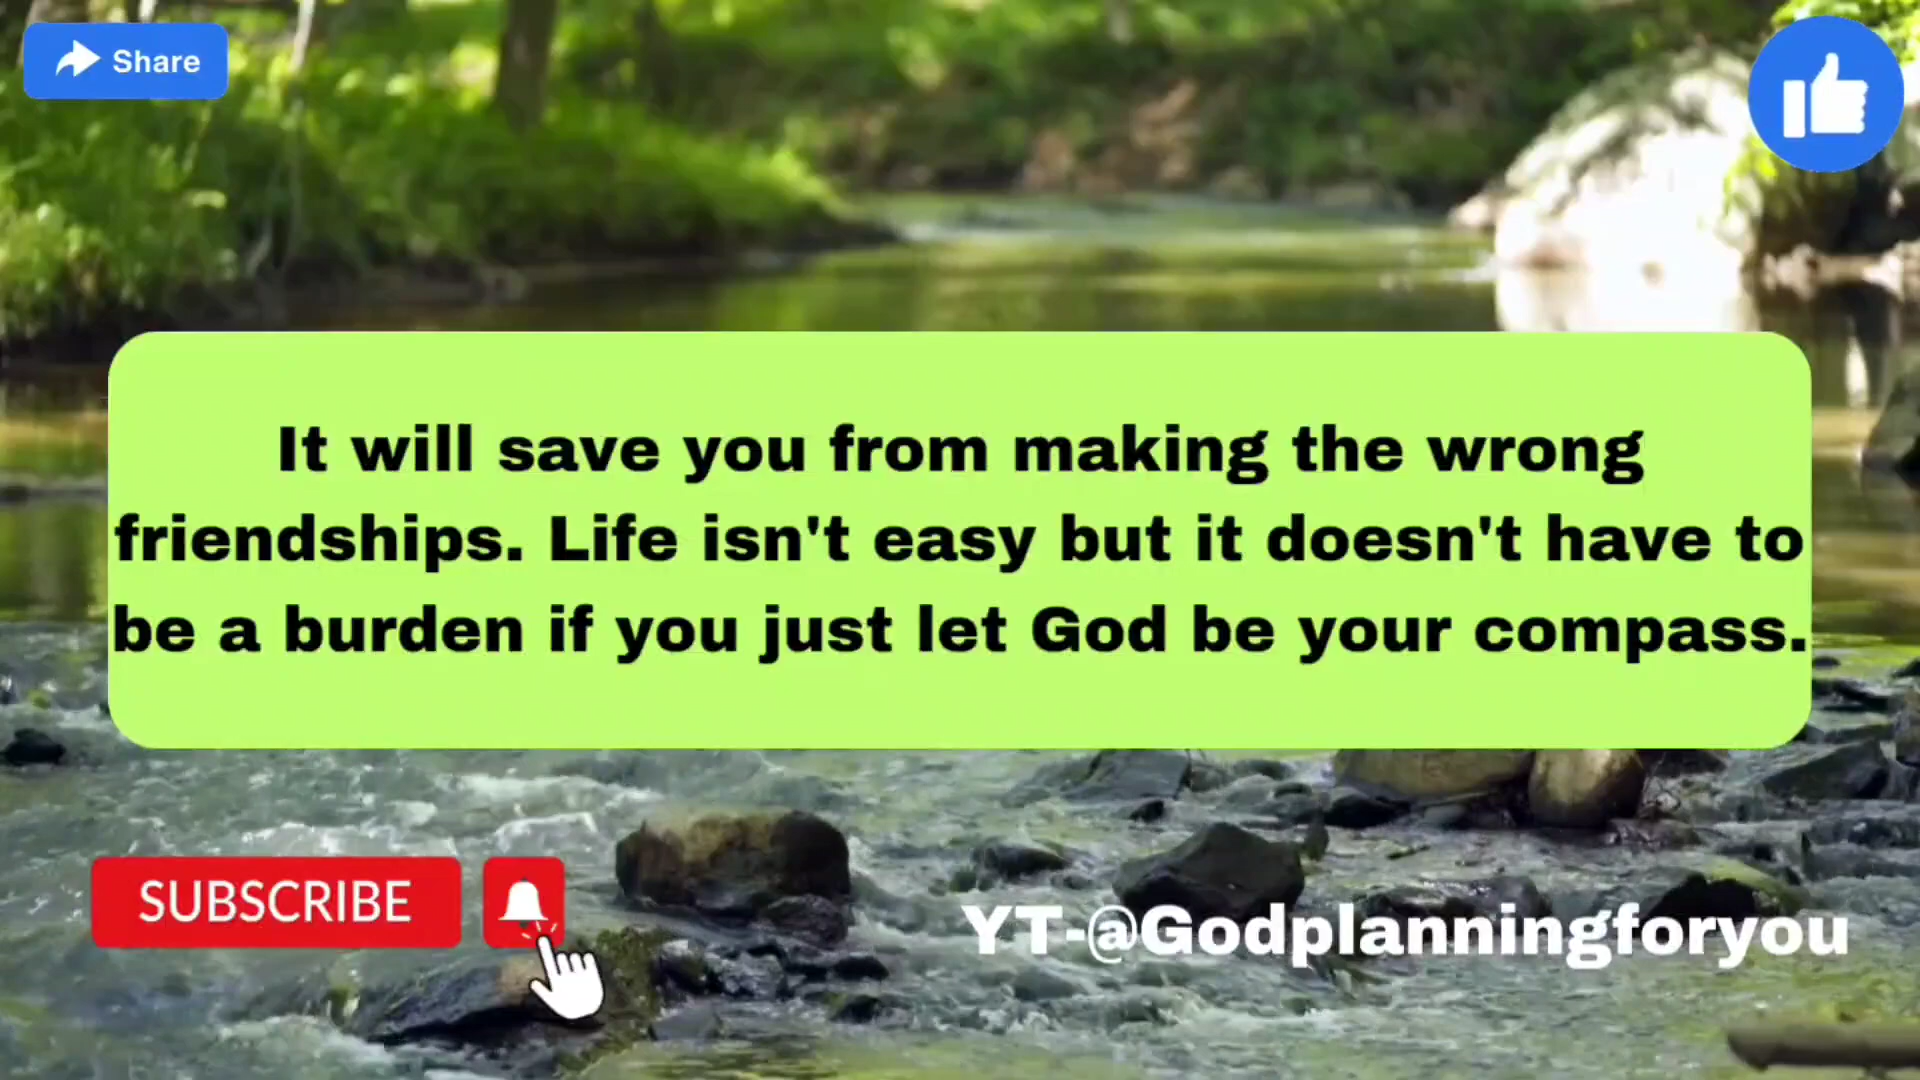 Share
It will save you from making the wrong
friendships. Life isn't easy but it doesn't have to
be a burden if you just let God be your compass.
SUBSCRIBE
YT-@Godplanningforyou